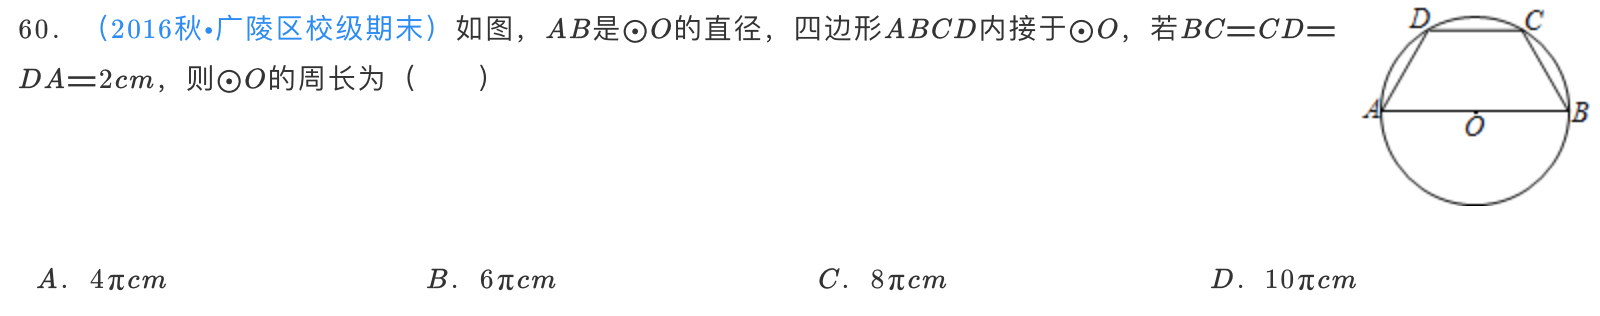 60. （2016秋•广陵区校级期末）如图，AB是⊙O的直径，四边形ABCD内接于⊙O，若BC＝CD＝
DA＝2cm，则⊙O的周长为（　　）
D C
A B
O
A. 4πcm B. 6πcm C. 8πcm D. 10πcm